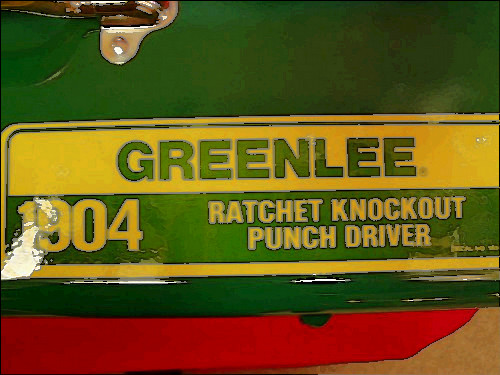 GREENLEE®
1904
RATCHET KNOCKOUT
PUNCH DRIVER